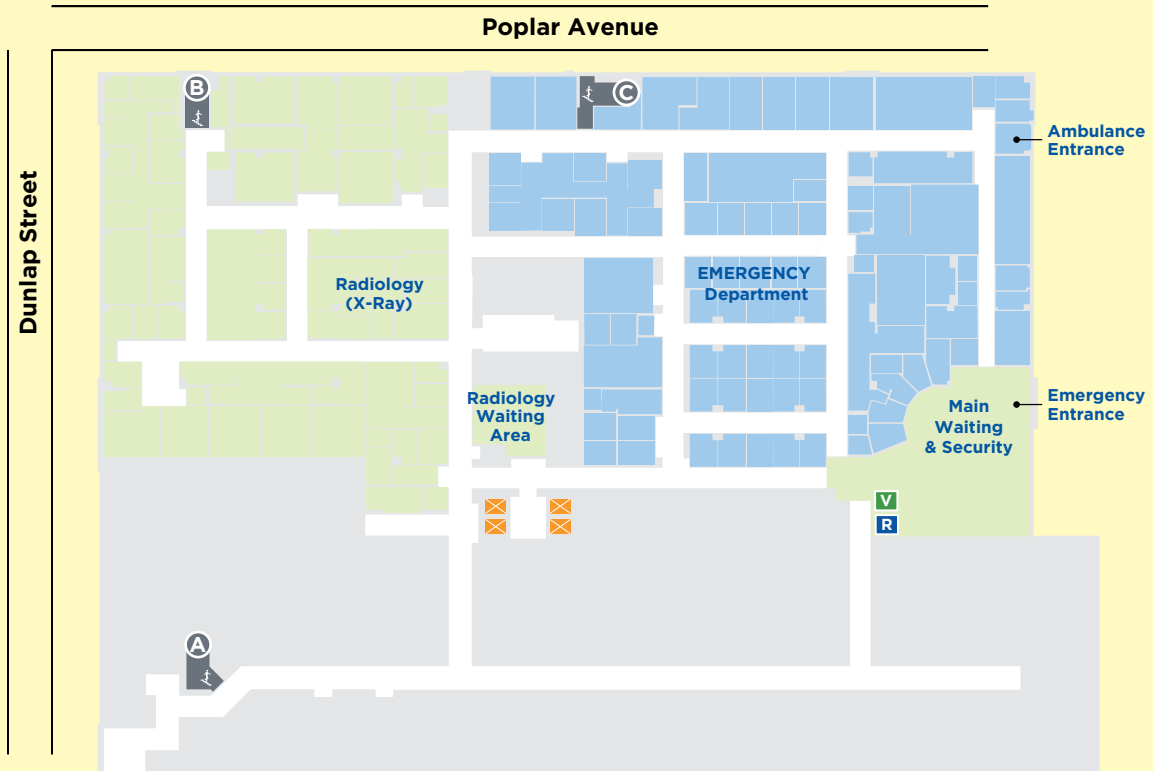 Poplar Avenue
Dunlap Street
B
C
Ambulance
Entrance
Radiology
(X-Ray)
EMERGENCY
Department
Radiology
Waiting
Area
Main
Waiting
& Security
Emergency
Entrance
V
R
A